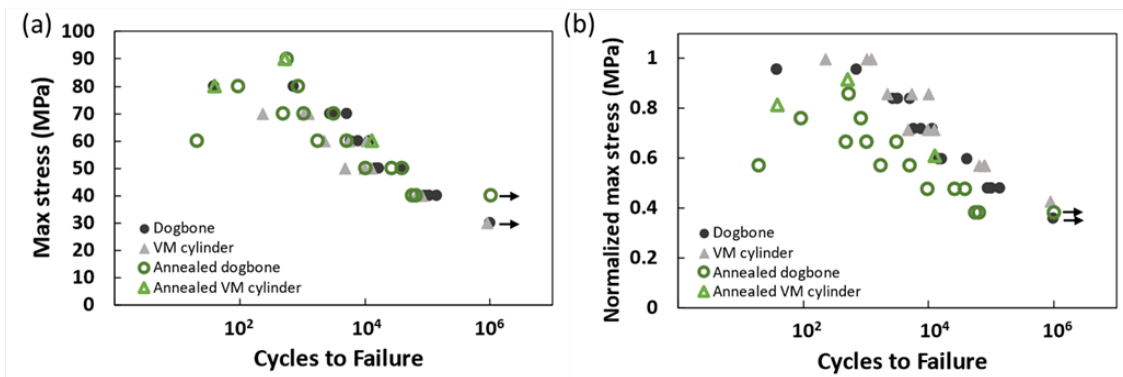 (a)
Max stress (MPa)
100
90
80
70
60
50
40
30
20
10
0
Dogbone
VM cylinder
Annealed dogbone
Annealed VM cylinder
10²
10⁴
10⁶
Cycles to Failure
(b)
Normalized max stress (MPa)
1
0.8
0.6
0.4
0.2
0
Dogbone
VM cylinder
Annealed dogbone
Annealed VM cylinder
10²
10⁴
10⁶
Cycles to Failure